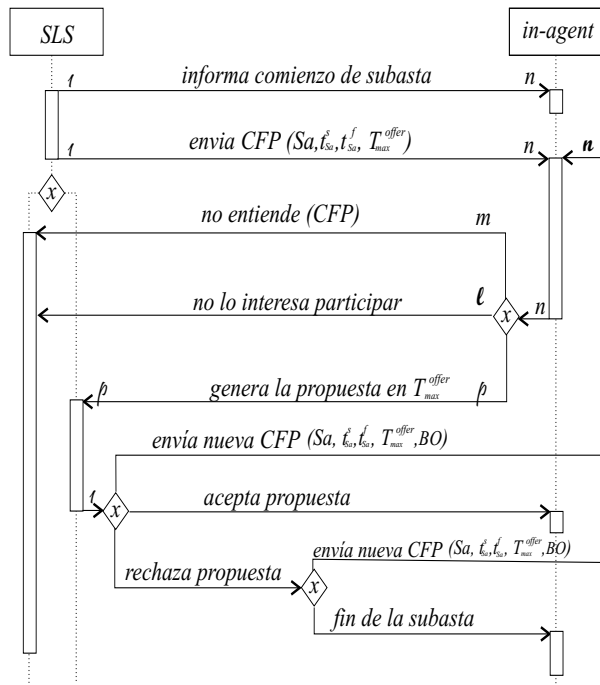 SLS in-agent
1 informa comienzo de subasta n
1 envia CFP (Sa,t^s_Sa,t^f_Sa, T^offer_max) n n
x
no entiende (CFP) m
no lo interesa participar ℓ x n
p genera la propuesta en T^offer_max p
envía nueva CFP (Sa, t^s_Sa,t^f_Sa, T^offer_max,BO)
1 x acepta propuesta
envía nueva CFP (Sa, t^s_Sa,t^f_Sa, T^offer_max,BO)
rechaza propuesta x
fin de la subasta